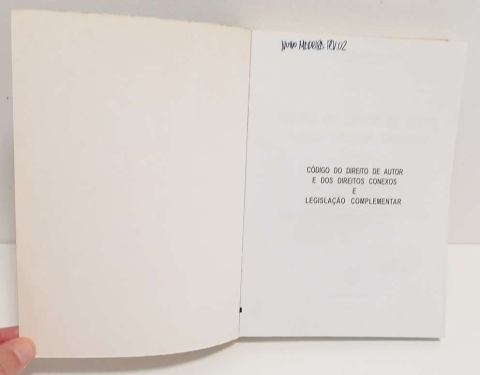 CÓDIGO DO DIREITO DE AUTOR
E DOS DIREITOS CONEXOS
E
LEGISLAÇÃO COMPLEMENTAR